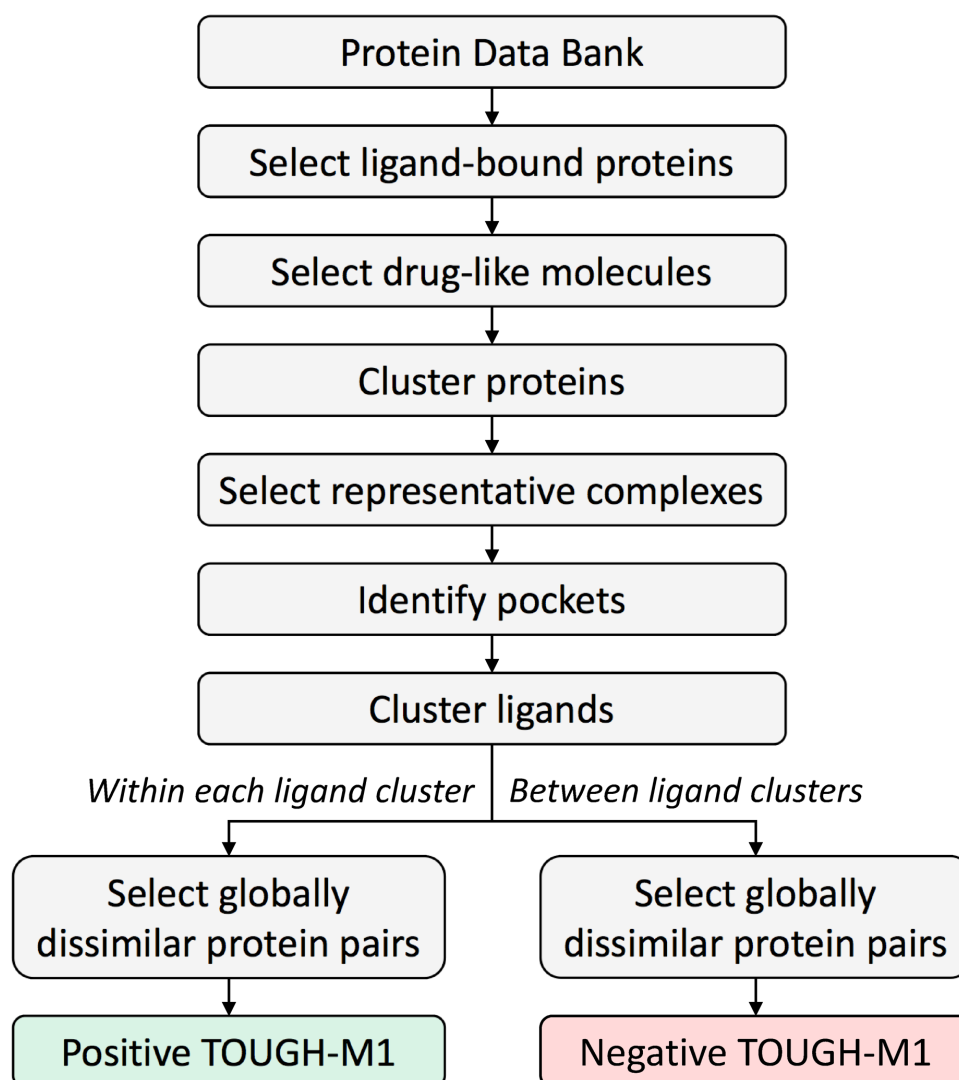 Protein Data Bank
Select ligand-bound proteins
Select drug-like molecules
Cluster proteins
Select representative complexes
Identify pockets
Cluster ligands
Within each ligand cluster
Between ligand clusters
Select globally
dissimilar protein pairs
Select globally
dissimilar protein pairs
Positive TOUGH-M1
Negative TOUGH-M1